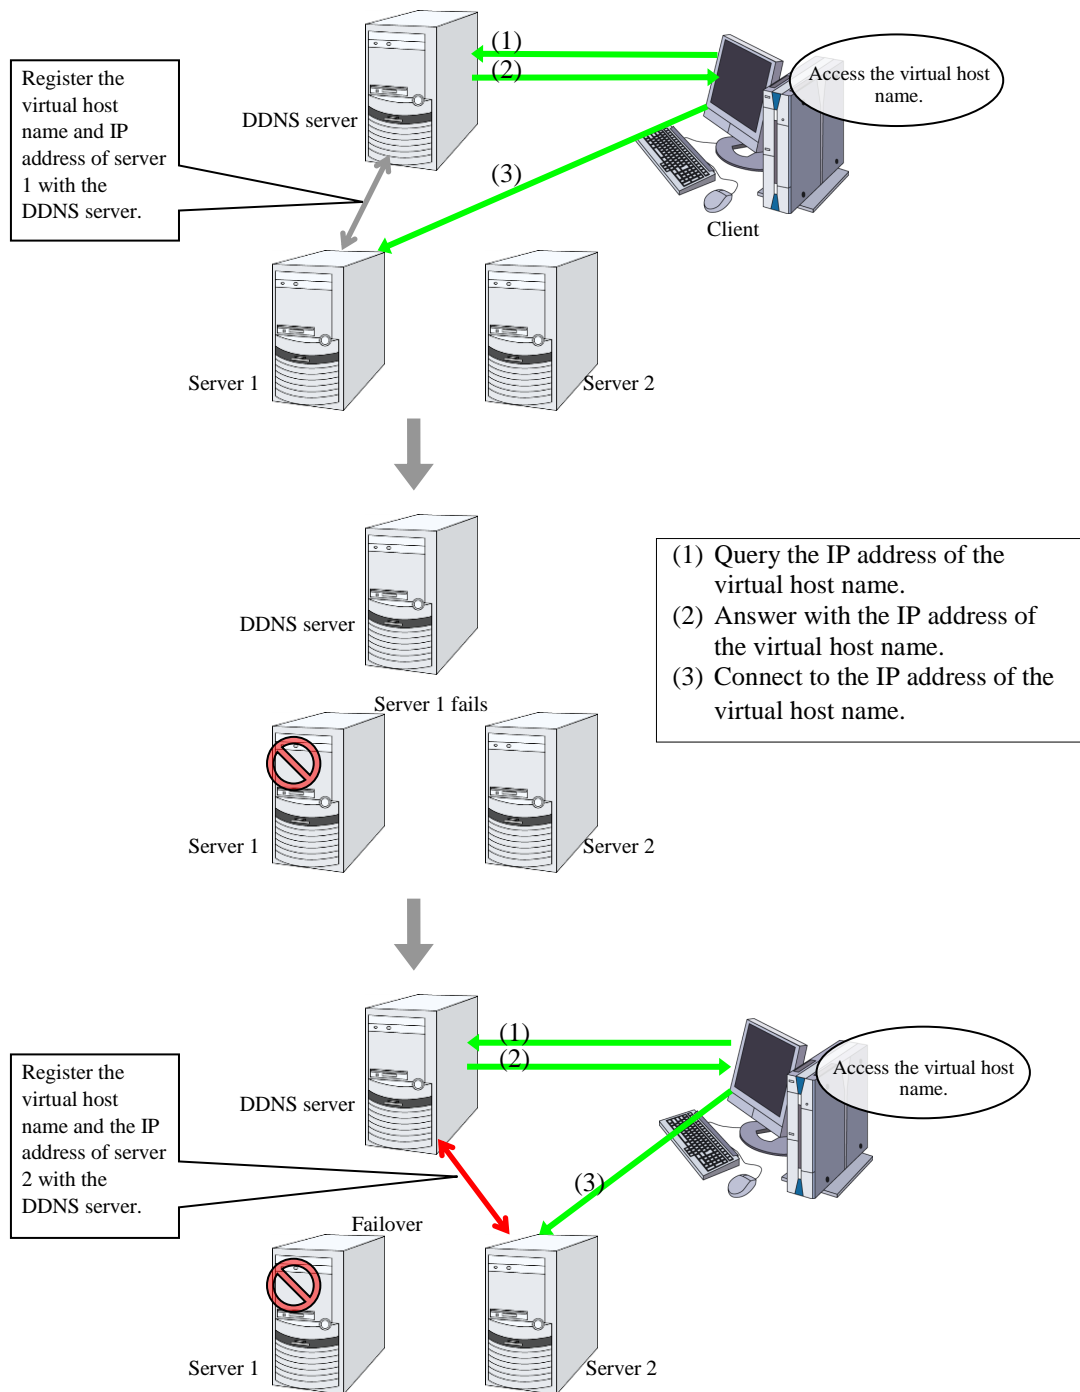 (1)
(2)
Register the
virtual host
name and IP
address of server
1 with the
DDNS server.
DDNS server
Access the virtual host
name.
(3)
Client
Server 1
Server 2
DDNS server
(1) Query the IP address of the
virtual host name.
(2) Answer with the IP address of
the virtual host name.
(3) Connect to the IP address of the
virtual host name.
Server 1 fails
Server 1
Server 2
(1)
(2)
Register the
virtual host
name and the IP
address of server
2 with the
DDNS server.
DDNS server
Access the virtual host
name.
(3)
Failover
Server 1
Server 2